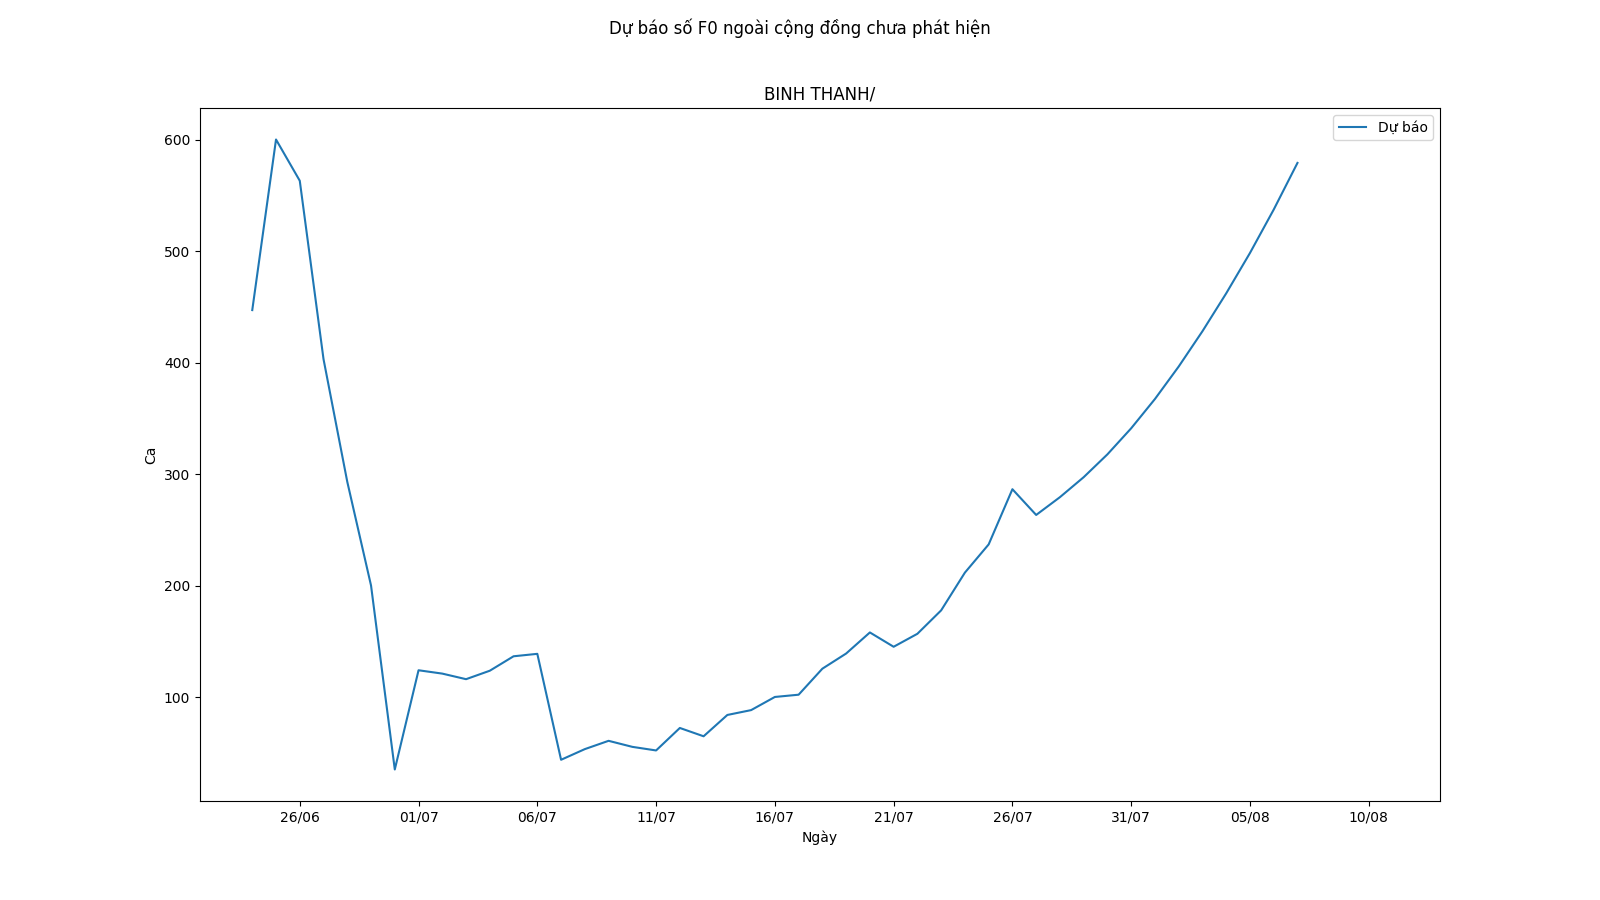 Dự báo số F0 ngoài cộng đồng chưa phát hiện
BINH THANH/
Dự báo
600
500
400
300
200
100
Ca
26/06 01/07 06/07 11/07 16/07 21/07 26/07 31/07 05/08 10/08
Ngày